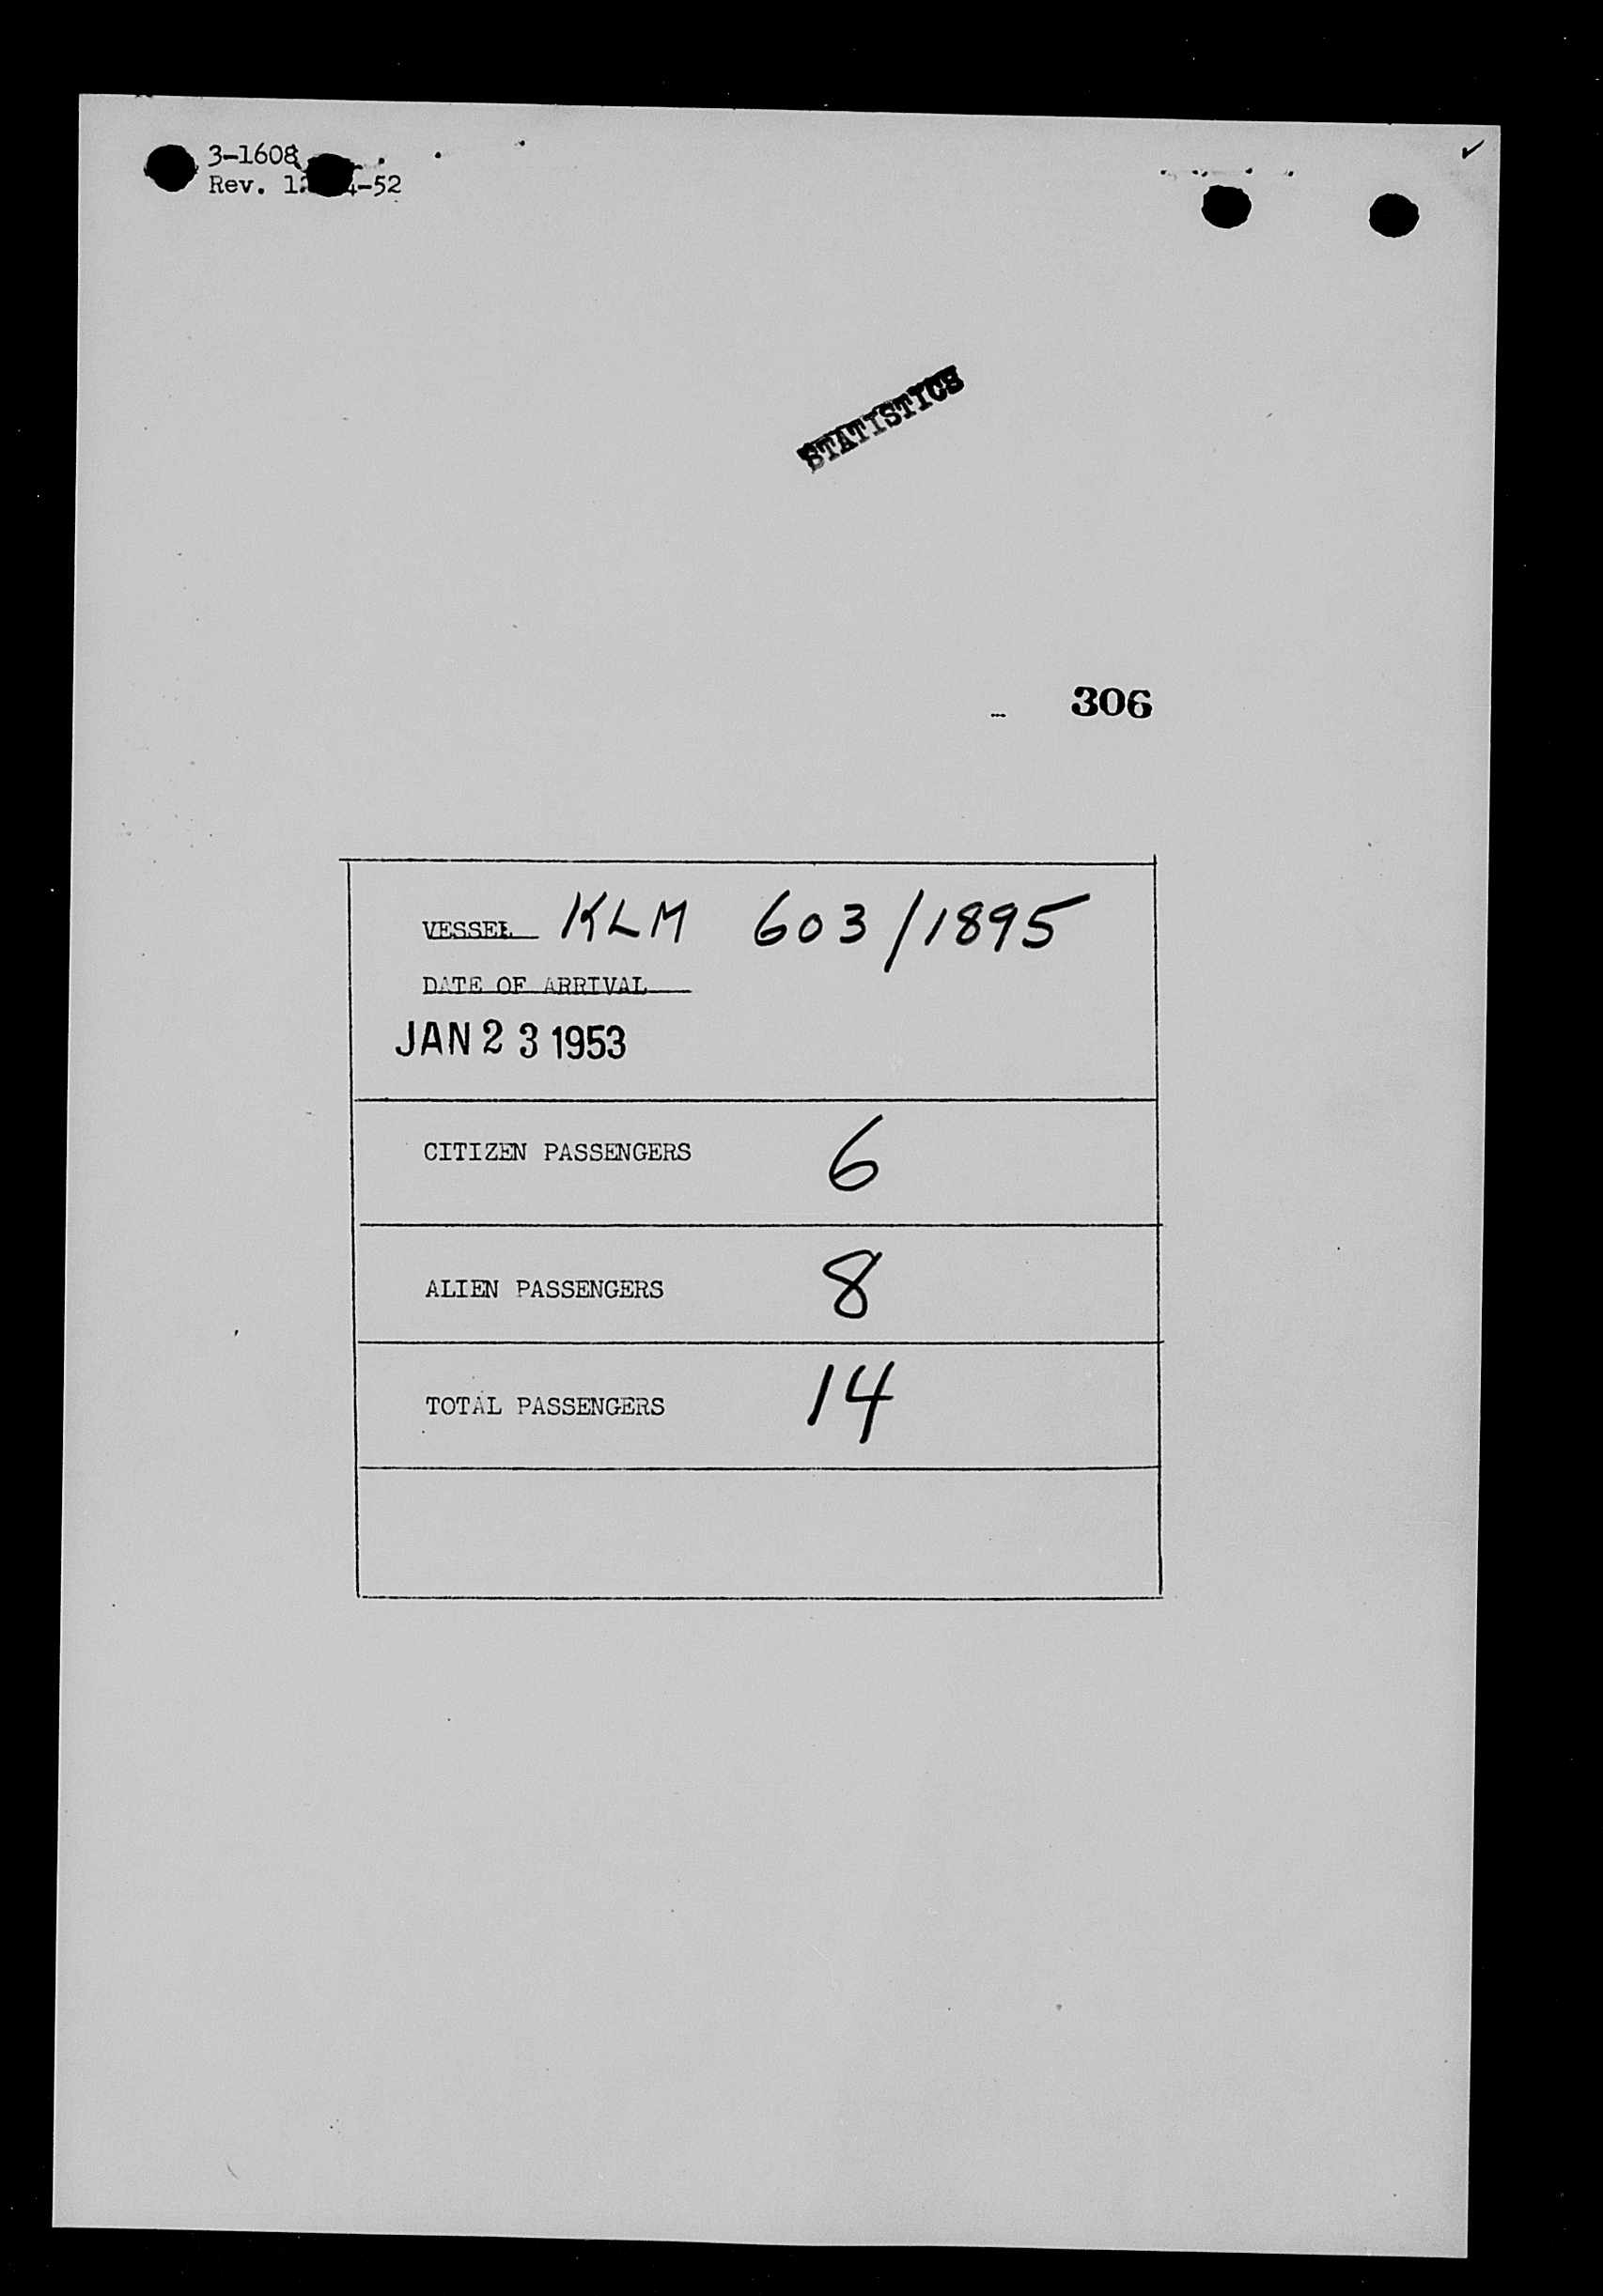 3-1608
Rev. -52
STATISTICS
306
VESSEL KLM 603/1895
DATE OF ARRIVAL
JAN 23 1953
CITIZEN PASSENGERS 6
ALIEN PASSENGERS 8
TOTAL PASSENGERS 14